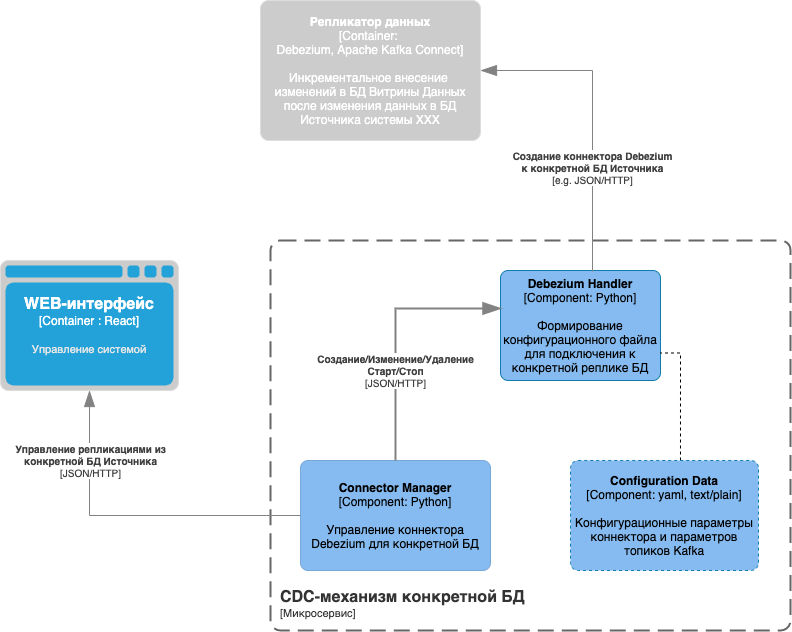 Репликатор данных
[Container:
Debezium, Apache Kafka Connect]
Инкрементальное внесение
изменений в БД Витрины Данных
после изменения данных в БД
Источника системы XXX
Создание коннектора Debezium
к конкретной БД Источника
[e.g. JSON/HTTP]
WEB-интерфейс
[Container : React]
Управление системой
Debezium Handler
[Component: Python]
Формирование
конфигурационного файла
для подключения к
конкретной реплике БД
Создание/Изменение/Удаление
Старт/Стоп
[JSON/HTTP]
Управление репликациями из
конкретной БД Источника
[JSON/HTTP]
Connector Manager
[Component: Python]
Управление коннектора
Debezium для конкретной БД
Configuration Data
[Component: yaml, text/plain]
Конфигурационные параметры
коннектора и параметров
топиков Kafka
CDC-механизм конкретной БД
[Микросервис]